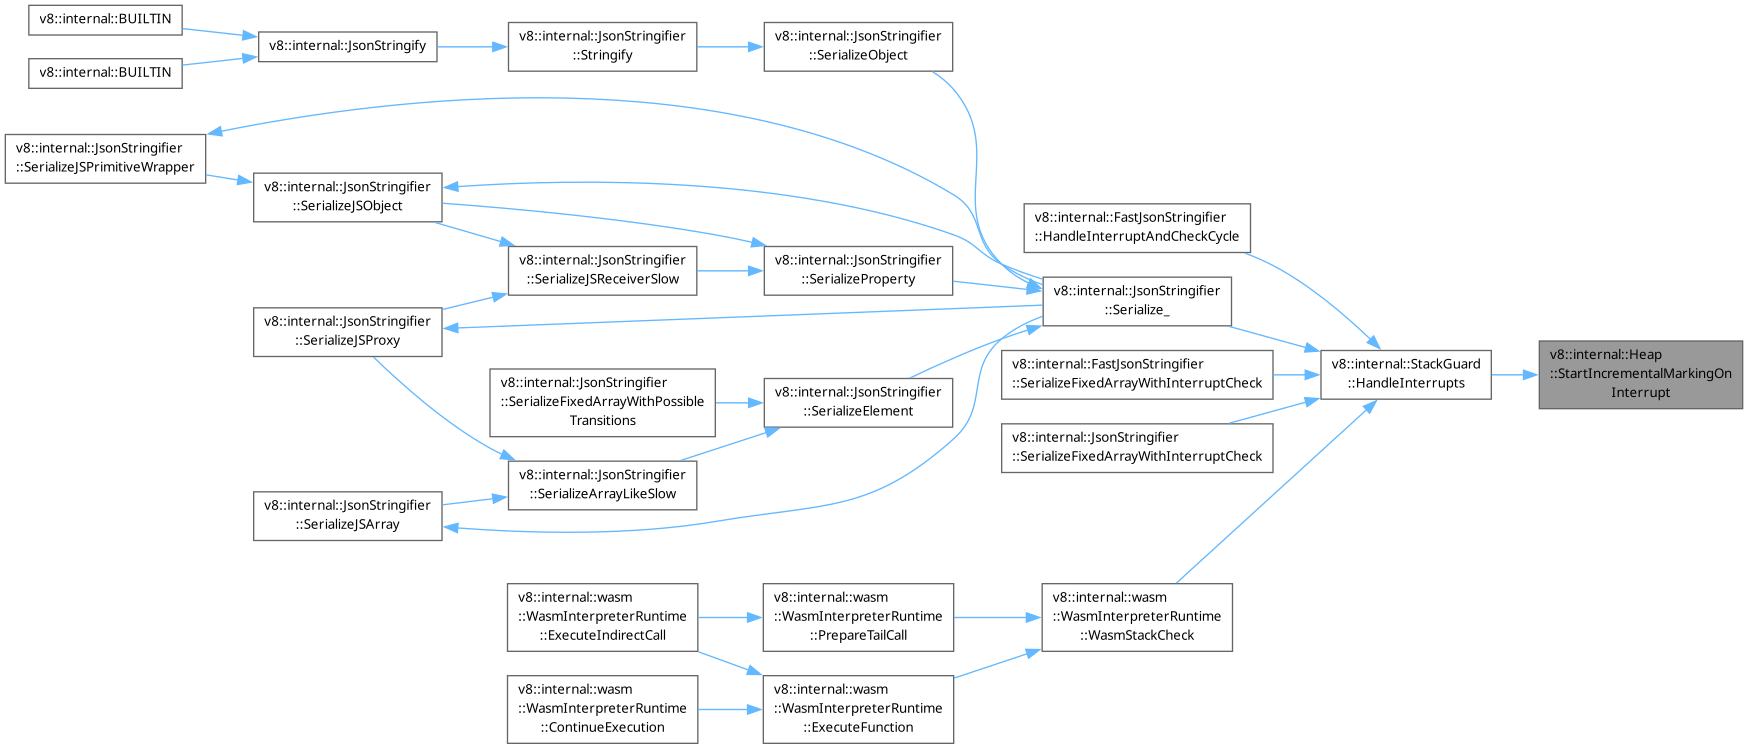 v8::internal::BUILTIN
v8::internal::BUILTIN
v8::internal::JsonStringify
v8::internal::JsonStringifier
::Stringify
v8::internal::JsonStringifier
::SerializeObject
v8::internal::JsonStringifier
::SerializeJSPrimitiveWrapper
v8::internal::JsonStringifier
::SerializeJSObject
v8::internal::JsonStringifier
::SerializeJSReceiverSlow
v8::internal::JsonStringifier
::SerializeProperty
v8::internal::FastJsonStringifier
::HandleInterruptAndCheckCycle
v8::internal::JsonStringifier
::Serialize_
v8::internal::JsonStringifier
::SerializeJSProxy
v8::internal::JsonStringifier
::SerializeFixedArrayWithPossible
Transitions
v8::internal::JsonStringifier
::SerializeElement
v8::internal::FastJsonStringifier
::SerializeFixedArrayWithInterruptCheck
v8::internal::StackGuard
::HandleInterrupts
v8::internal::Heap
::StartIncrementalMarkingOn
Interrupt
v8::internal::JsonStringifier
::SerializeFixedArrayWithInterruptCheck
v8::internal::JsonStringifier
::SerializeArrayLikeSlow
v8::internal::JsonStringifier
::SerializeJSArray
v8::internal::wasm
::WasmInterpreterRuntime
::ExecuteIndirectCall
v8::internal::wasm
::WasmInterpreterRuntime
::PrepareTailCall
v8::internal::wasm
::WasmInterpreterRuntime
::WasmStackCheck
v8::internal::wasm
::WasmInterpreterRuntime
::ContinueExecution
v8::internal::wasm
::WasmInterpreterRuntime
::ExecuteFunction